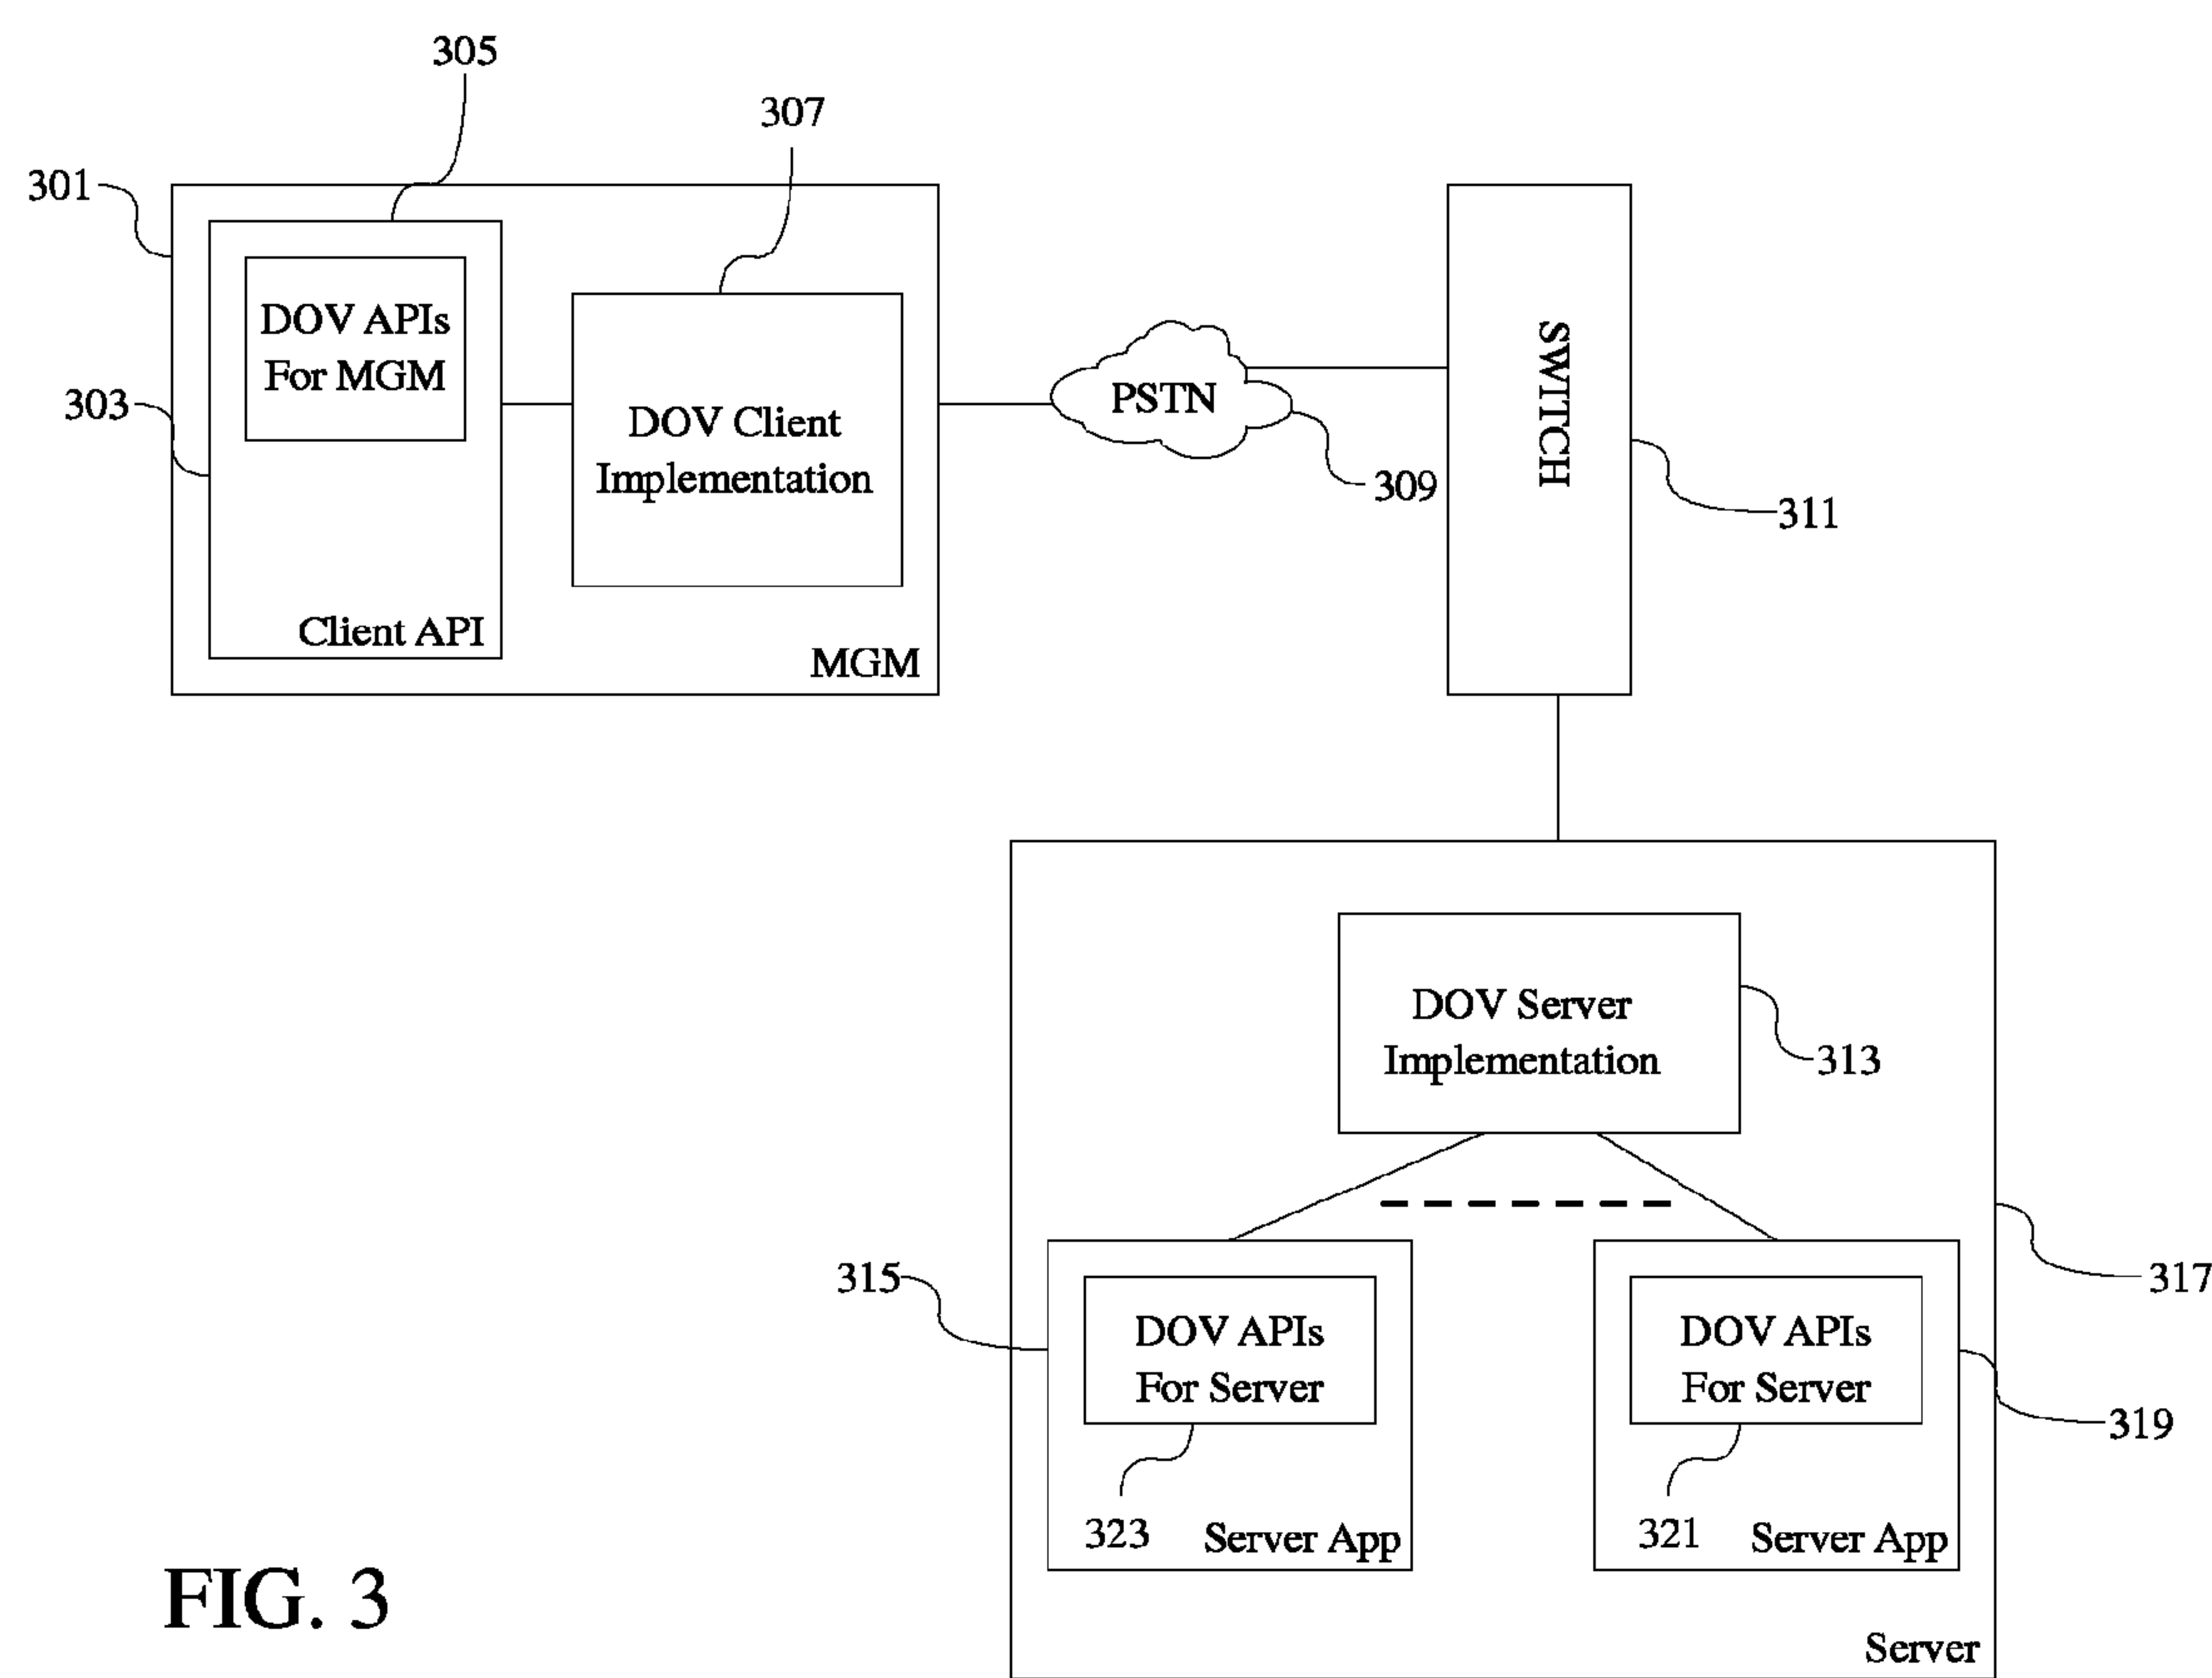 305
307
301
DOV APIs
For MGM
303
DOV Client
Implementation
PSTN
SWITCH
309
311
Client API
MGM
DOV Server
Implementation
313
315
317
DOV APIs
For Server
DOV APIs
For Server
319
323
Server App
321
Server App
FIG. 3
Server